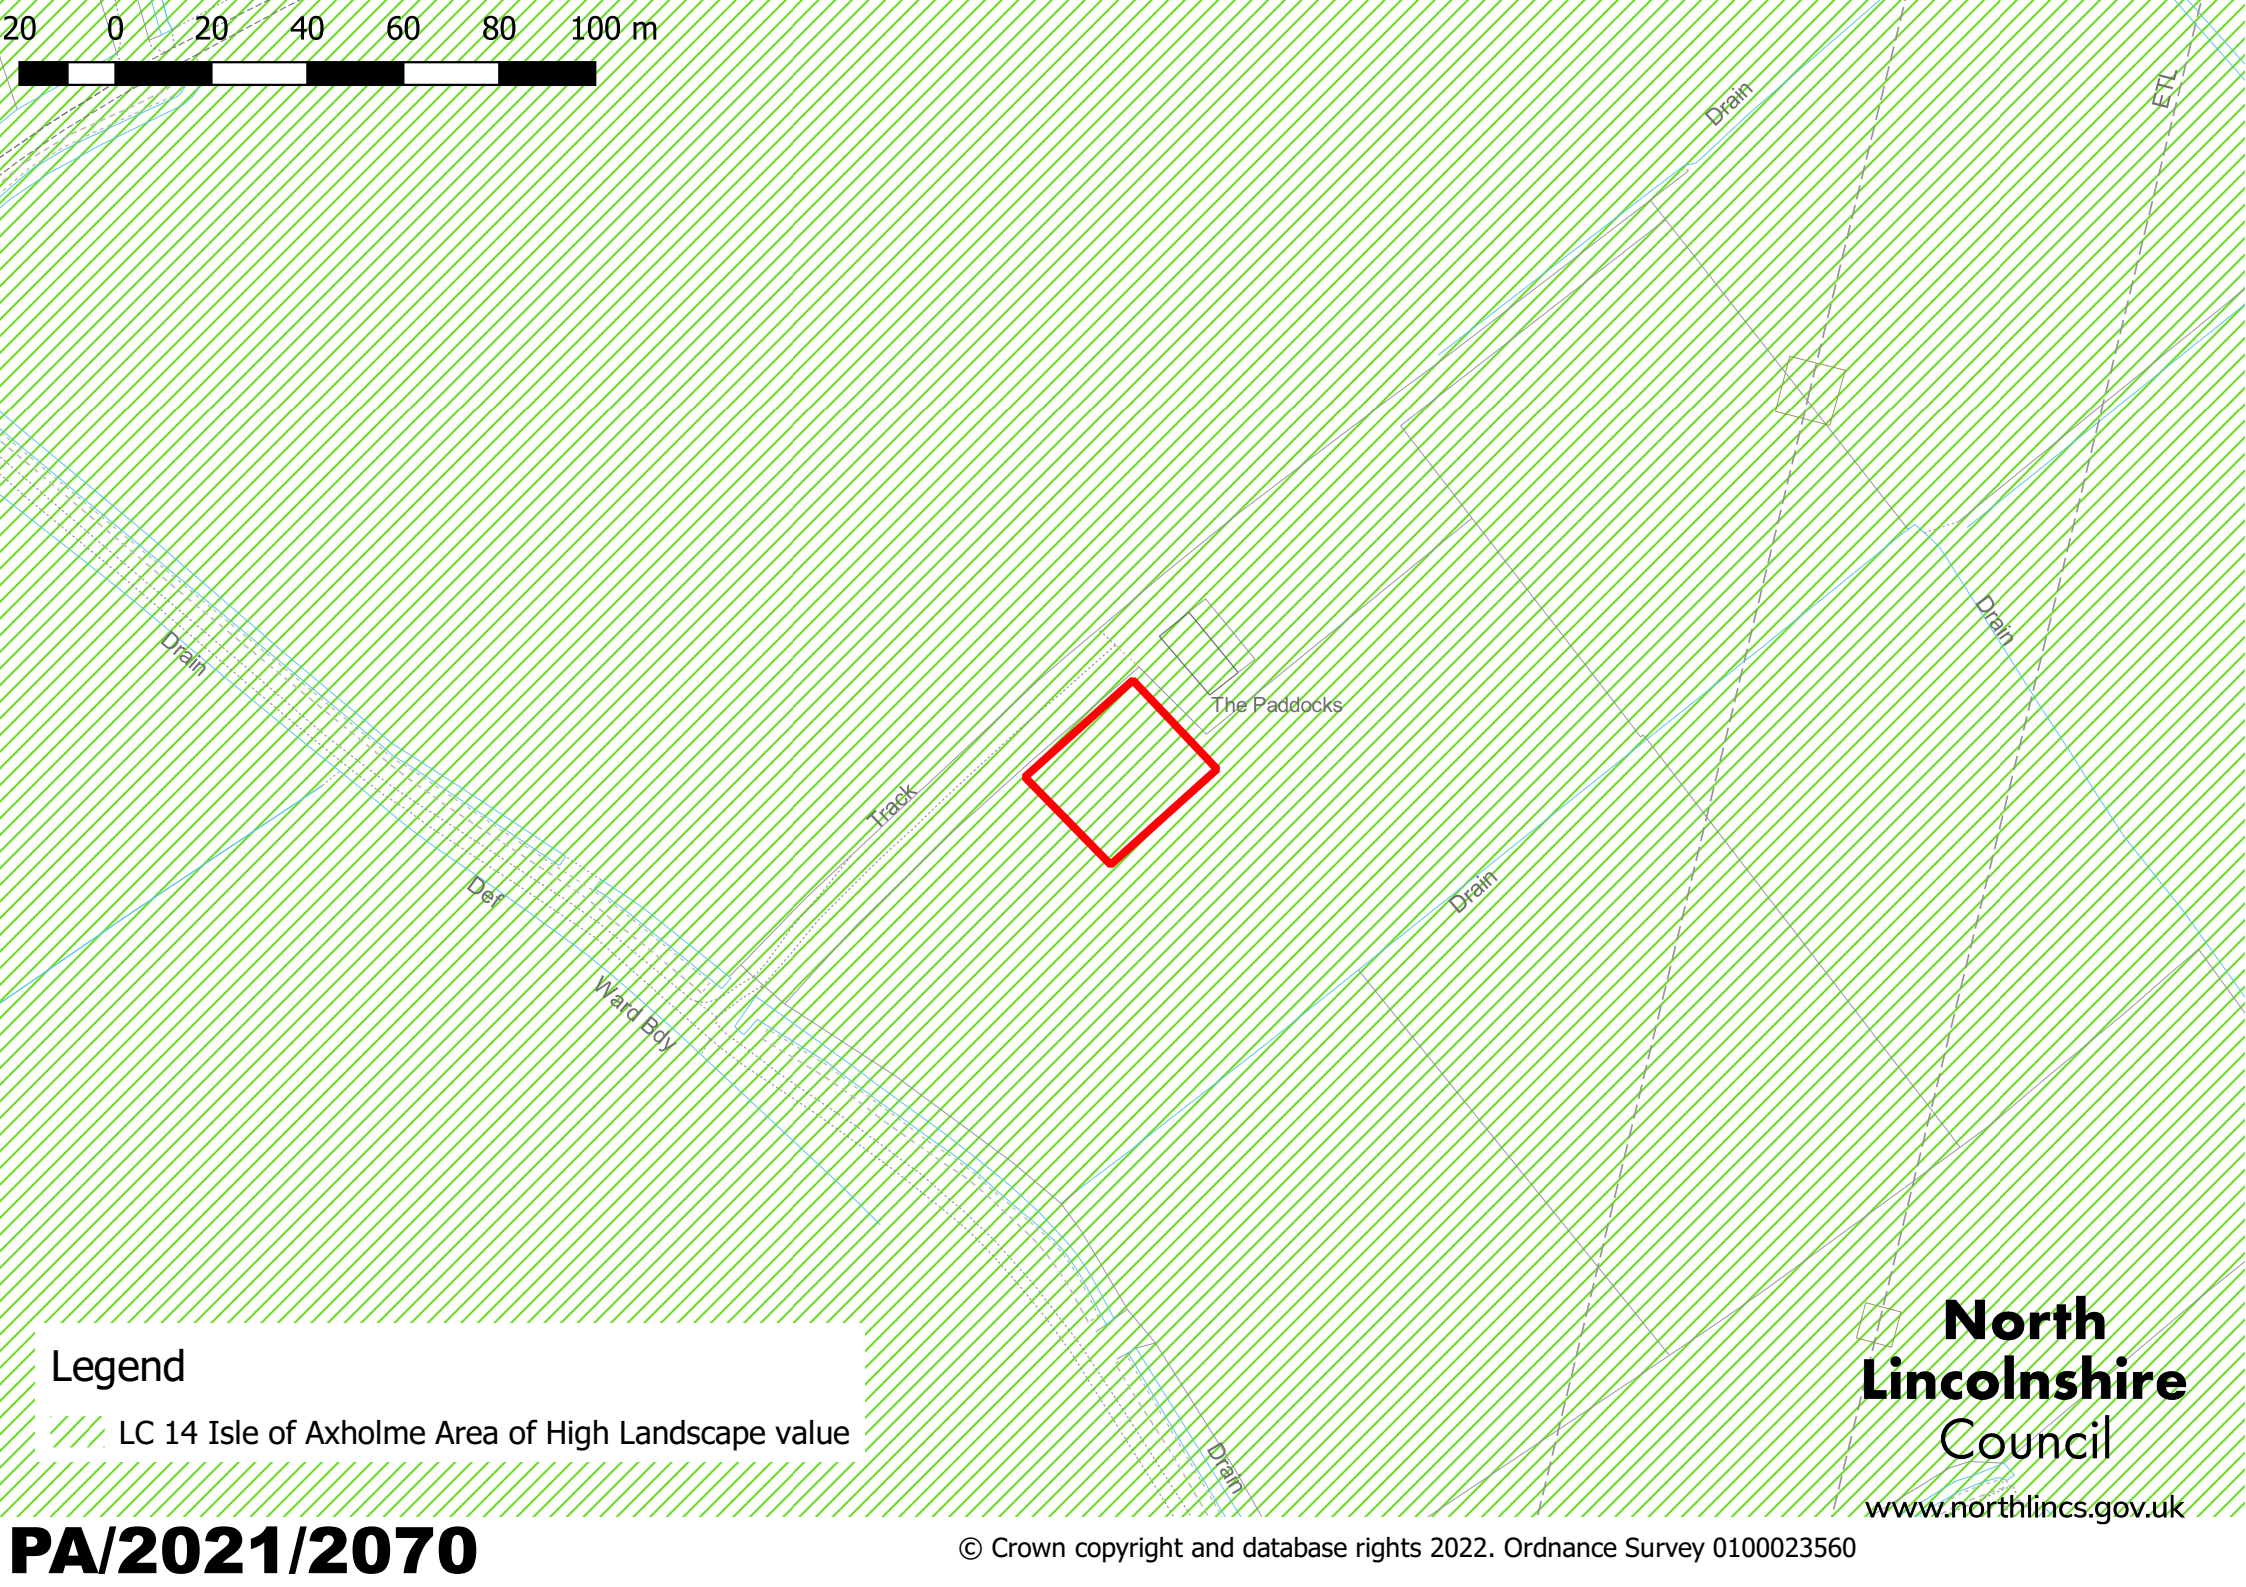 20 0 20 40 60 80 100 m
Drain
ETL
Drain
Drain
The Paddocks
Track
Drain
Def
Ward Bdy
Drain
Legend
LC 14 Isle of Axholme Area of High Landscape value
North
Lincolnshire
Council
www.northlincs.gov.uk
PA/2021/2070
© Crown copyright and database rights 2022. Ordnance Survey 0100023560